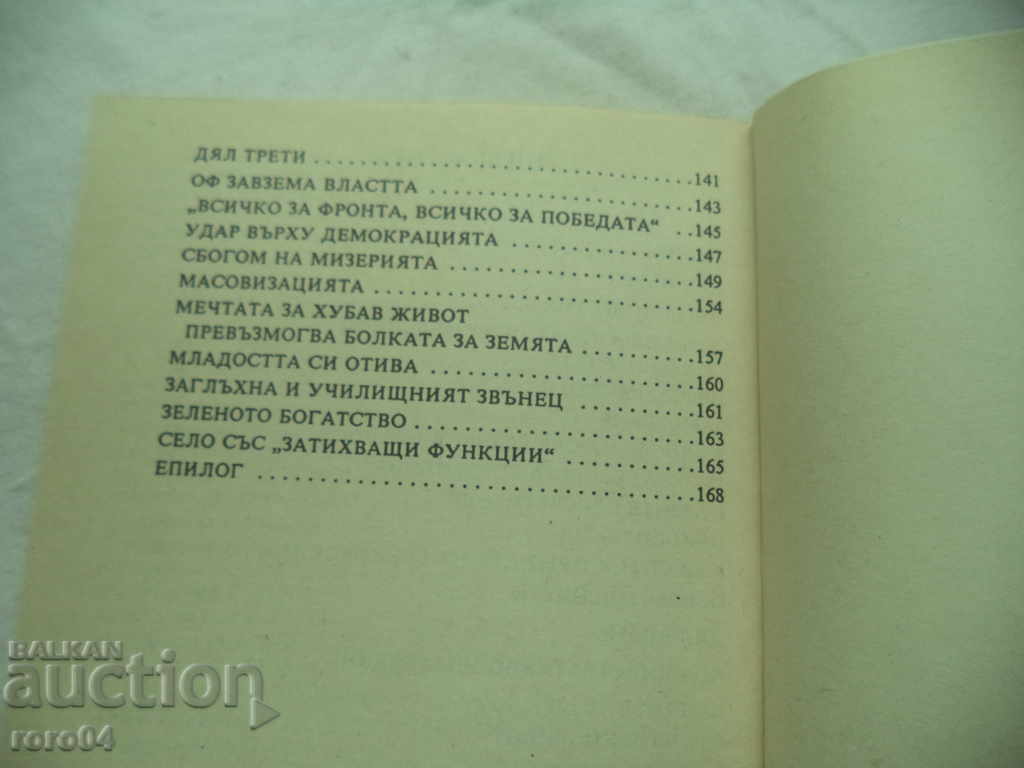 ДЯЛ ТРЕТИ ........ 141
ОФ ЗАВЗЕМА ВЛАСТТА ........ 143
„ВСИЧКО ЗА ФРОНТА, ВСИЧКО ЗА ПОБЕДАТА“ .. 145
УДАР ВЪРХУ ДЕМОКРАЦИЯТА ........ 147
СБОГОМ НА МИЗЕРИЯТА ........ 149
МАСОВИЗАЦИЯТА ........ 154
МЕЧТАТА ЗА ХУБАВ ЖИВОТ
ПРЕВЪЗМОГВА БОЛКАТА ЗА ЗЕМЯТА ........ 157
МЛАДОСТТА СИ ОТИВА ........ 160
ЗАГЛЪХНА И УЧИЛИЩНИЯТ ЗВЪНЕЦ ........ 161
ЗЕЛЕНОТО БОГАТСТВО ........ 163
СЕЛО СЪС „ЗАТИХВАЩИ ФУНКЦИИ“ ........ 165
ЕПИЛОГ ........ 168
BALKAN
auction
roro04